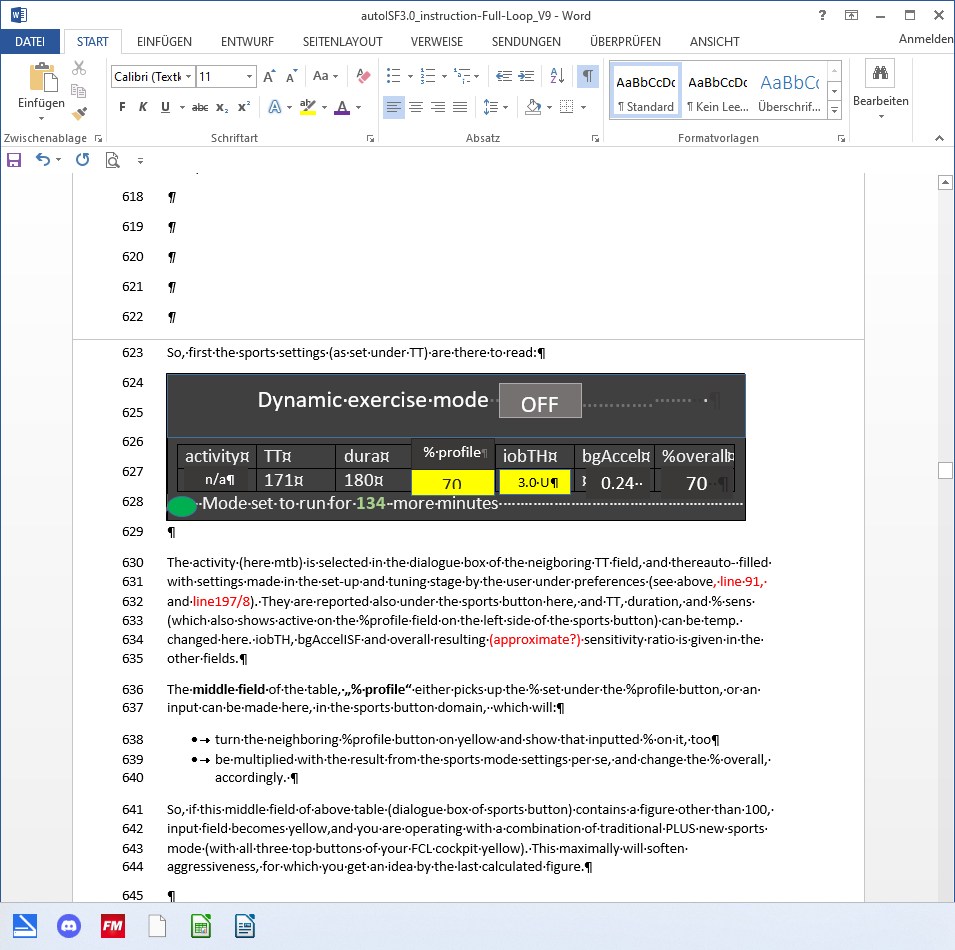 autoISF3.0_instruction-Full-Loop_V9 - Word
Anmelden
DATEI START EINFÜGEN ENTWURF SEITENLAYOUT VERWEISE SENDUNGEN ÜBERPRÜFEN ANSICHT
Calibri (Textk 11
Einfügen
F K U abc x₂ x² A A
AaBbCcDc AaBbCcDc AaBbCc
¶ Standard ¶ Kein Lee... Überschrif...
Bearbeiten
Zwischenablage Schriftart Absatz Formatvorlagen
618 ¶
619 ¶
620 ¶
621 ¶
622 ¶
623 So, first the sports settings (as set under TT) are there to read:¶
624
Dynamic exercise mode OFF
625
626
activity¤ TT¤ dura¤ % profile¶ iobTH¤ bgAccel¤ %overall¤
627
n/a¶ 171¤ 180¤ 70 3.0 U¶ 0.24 70
628 Mode set to run for 134 more minutes
629 ¶
630 The activity (here mtb) is selected in the dialogue box of the neigboring TT field, and thereauto- filled
631 with settings made in the set-up and tuning stage by the user under preferences (see above, line 91,
632 and line197/8). They are reported also under the sports button here, and TT, duration, and % sens
633 (which also shows active on the %profile field on the left side of the sports button) can be temp.
634 changed here. iobTH, bgAccelISF and overall resulting (approximate?) sensitivity ratio is given in the
635 other fields.¶
636 The middle field of the table, „% profile“ either picks up the % set under the %profile button, or an
637 input can be made here, in the sports button domain, which will:¶
638 • → turn the neighboring %profile button on yellow and show that inputted % on it, too¶
639 • → be multiplied with the result from the sports mode settings per se, and change the % overall,
640 accordingly. ¶
641 So, if this middle field of above table (dialogue box of sports button) contains a figure other than 100,
642 input field becomes yellow,and you are operating with a combination of traditional PLUS new sports
643 mode (with all three top buttons of your FCL cockpit yellow). This maximally will soften
644 aggressiveness, for which you get an idea by the last calculated figure.¶
645 ¶
FM